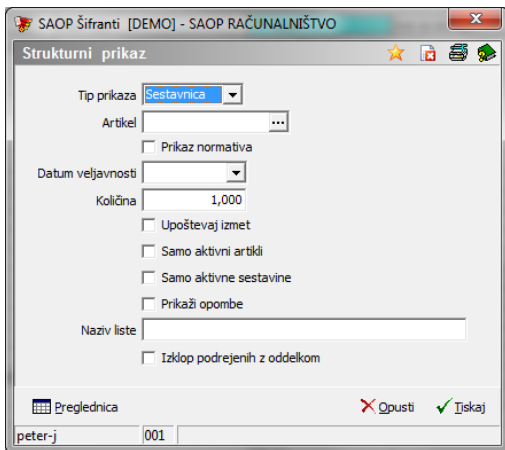 SAOP Šifranti [DEMO] - SAOP RAČUNALNIŠTVO
Strukturni prikaz
Tip prikaza Sestavnica
Artikel ...
Prikaz normativa
Datum veljavnosti
Količina 1,000
Upoštevaj izmet
Samo aktivni artikli
Samo aktivne sestavine
Prikaži opombe
Naziv liste
Izklop podrejenih z oddelkom
Preglednica Opusti Tiskaj
peter-j 001